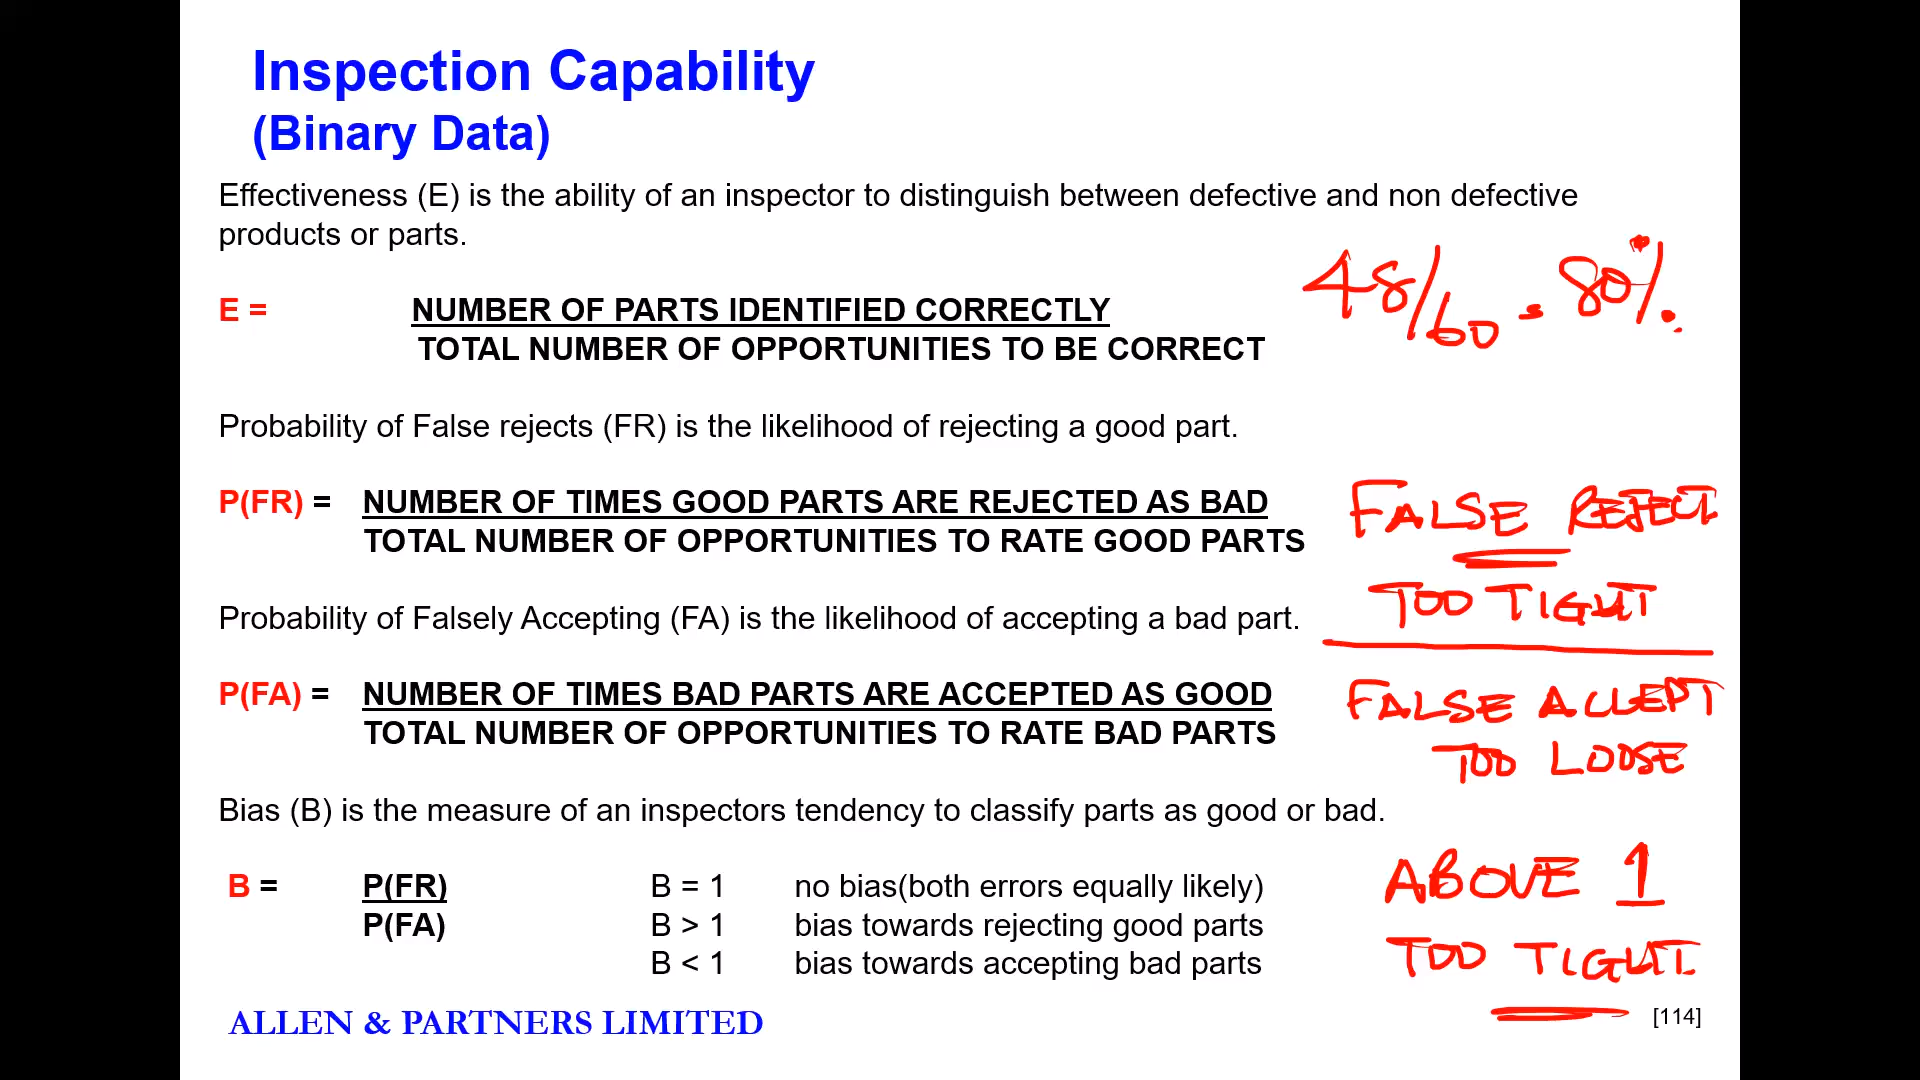 Inspection Capability
(Binary Data)
Effectiveness (E) is the ability of an inspector to distinguish between defective and non defective
products or parts.
48/60 = 80%.
E = NUMBER OF PARTS IDENTIFIED CORRECTLY
TOTAL NUMBER OF OPPORTUNITIES TO BE CORRECT
Probability of False rejects (FR) is the likelihood of rejecting a good part.
P(FR) = NUMBER OF TIMES GOOD PARTS ARE REJECTED AS BAD
TOTAL NUMBER OF OPPORTUNITIES TO RATE GOOD PARTS
FALSE REJECT
TOO TIGHT
Probability of Falsely Accepting (FA) is the likelihood of accepting a bad part.
P(FA) = NUMBER OF TIMES BAD PARTS ARE ACCEPTED AS GOOD
TOTAL NUMBER OF OPPORTUNITIES TO RATE BAD PARTS
FALSE ACCEPT
TOO LOOSE
Bias (B) is the measure of an inspectors tendency to classify parts as good or bad.
B = P(FR) B = 1 no bias(both errors equally likely)
P(FA) B > 1 bias towards rejecting good parts
B < 1 bias towards accepting bad parts
ABOVE 1
TOO TIGHT.
ALLEN & PARTNERS LIMITED
[114]